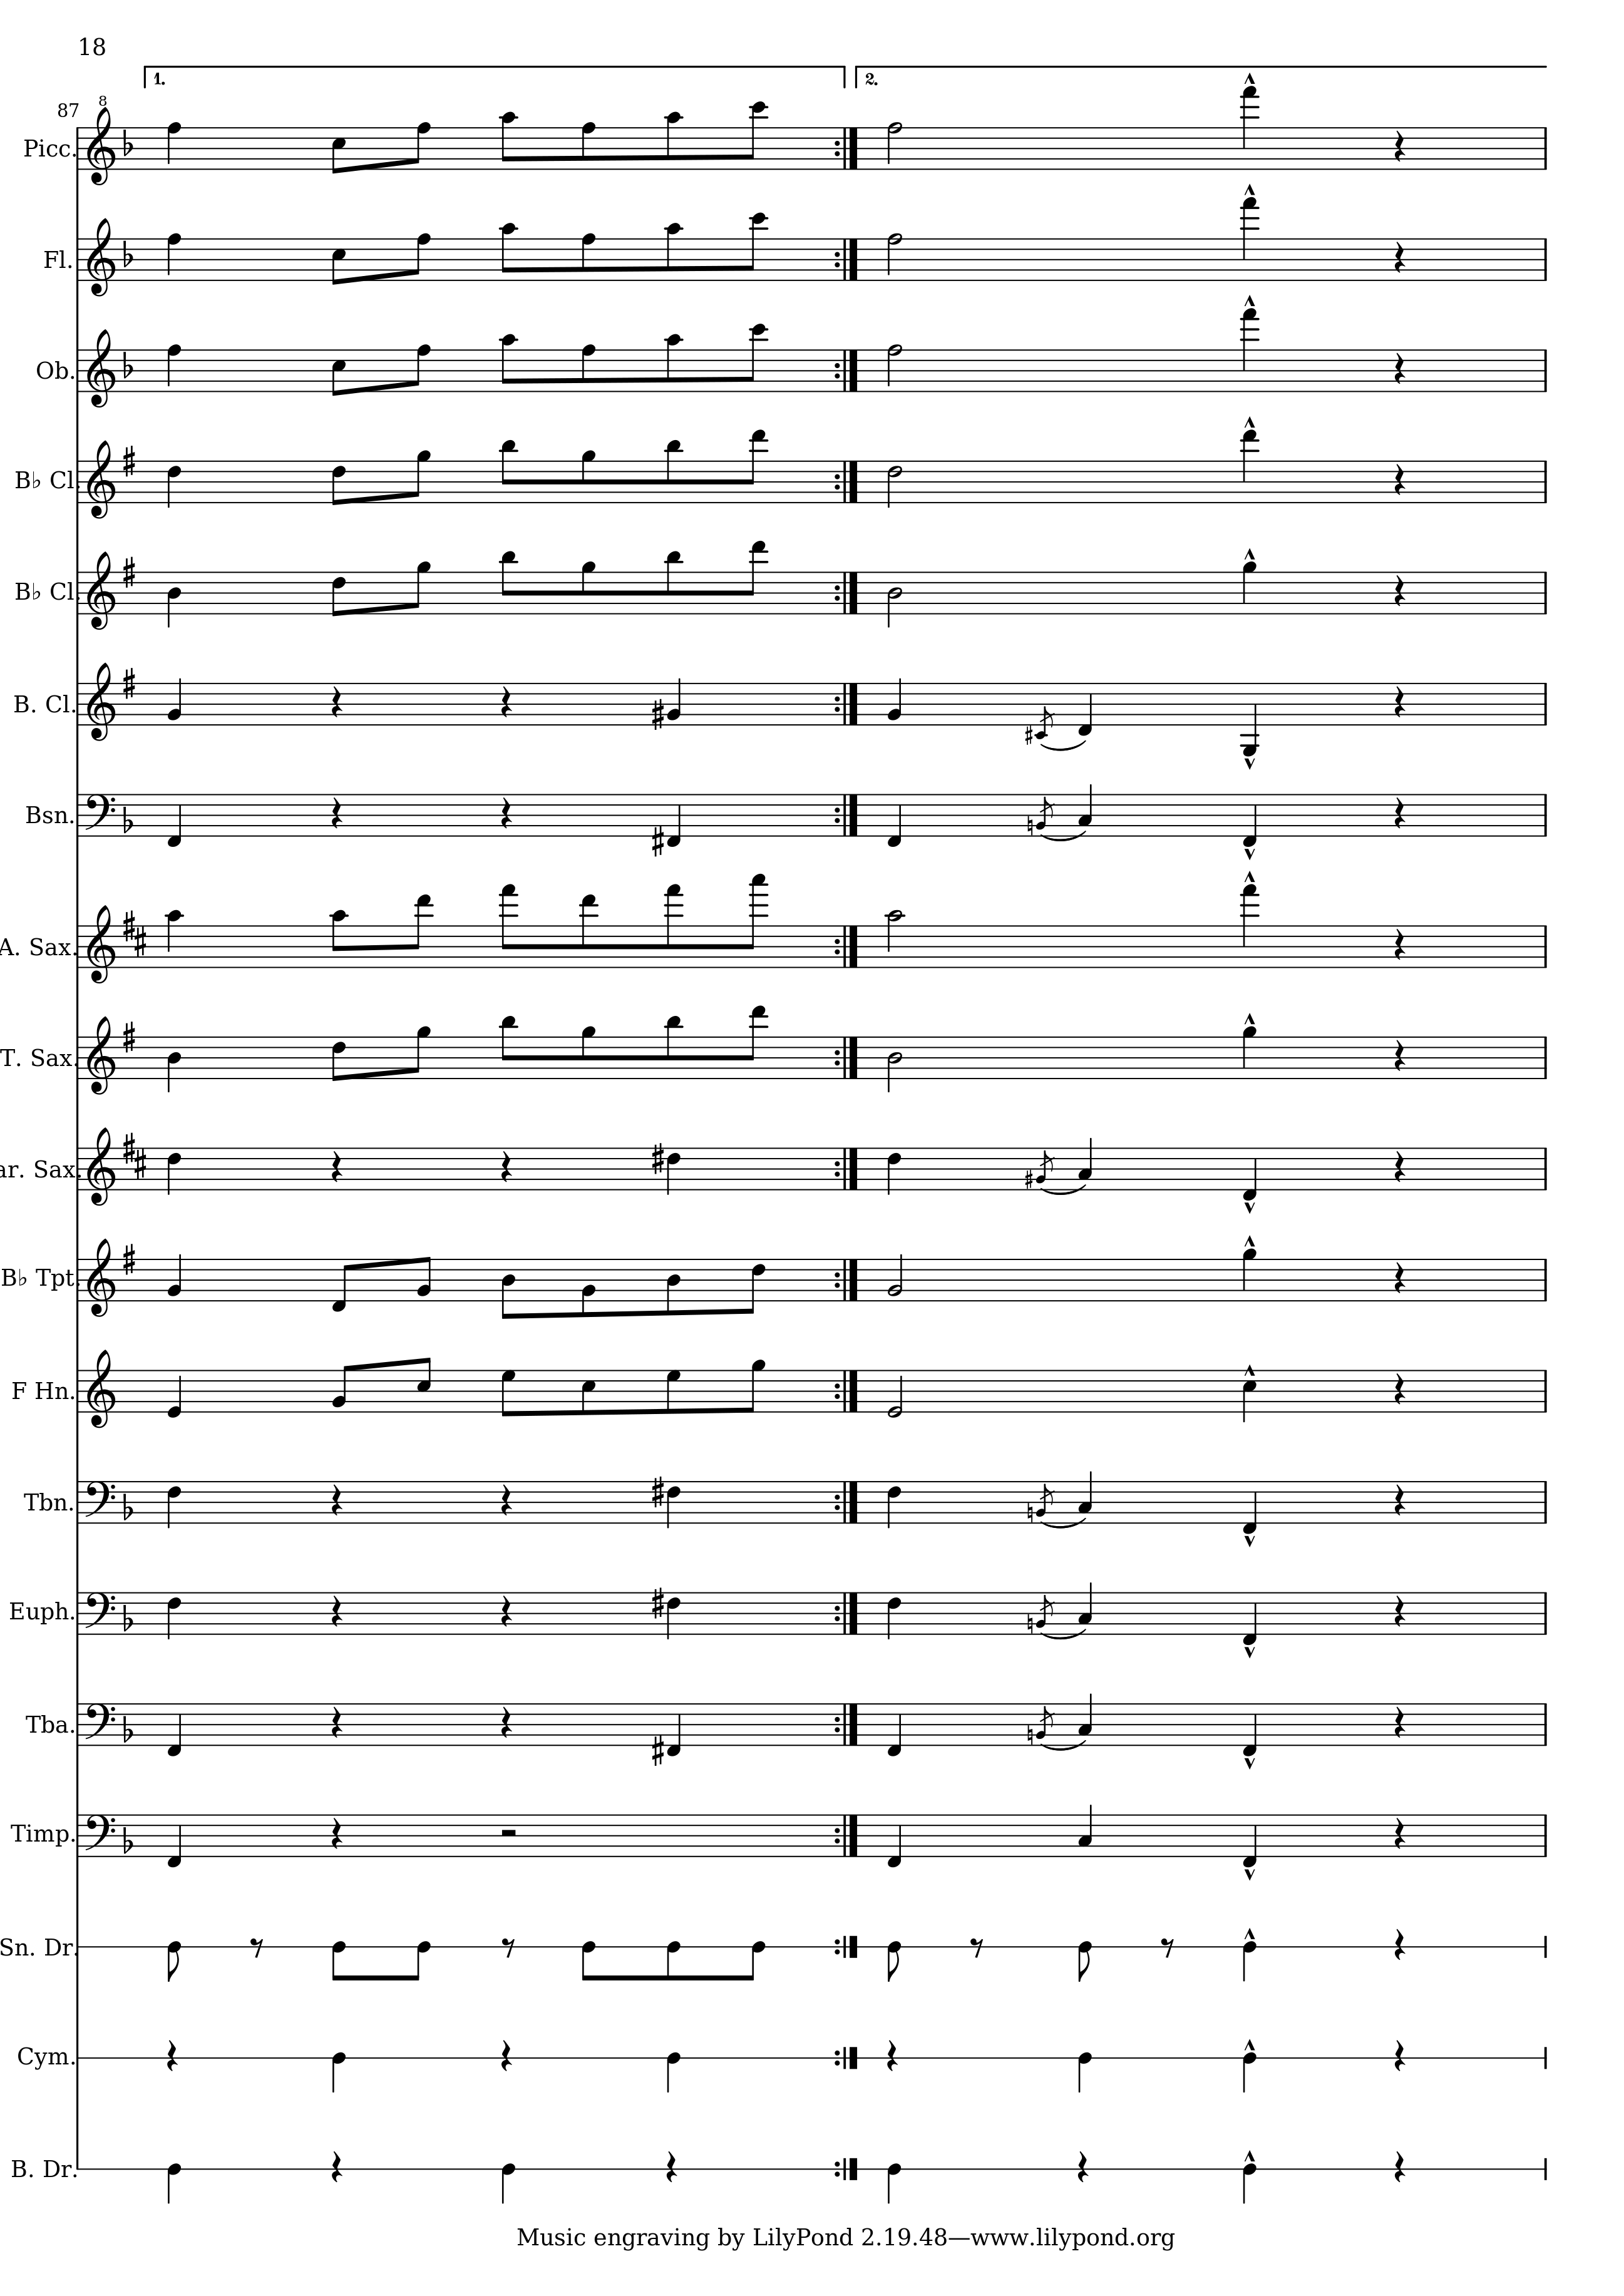 18
1.
2.
87
8
Picc.
Fl.
Ob.
B♭ Cl.
B♭ Cl.
B. Cl.
Bsn.
A. Sax.
T. Sax.
ar. Sax.
B♭ Tpt.
F Hn.
Tbn.
Euph.
Tba.
Timp.
Sn. Dr.
Cym.
B. Dr.
Music engraving by LilyPond 2.19.48—www.lilypond.org